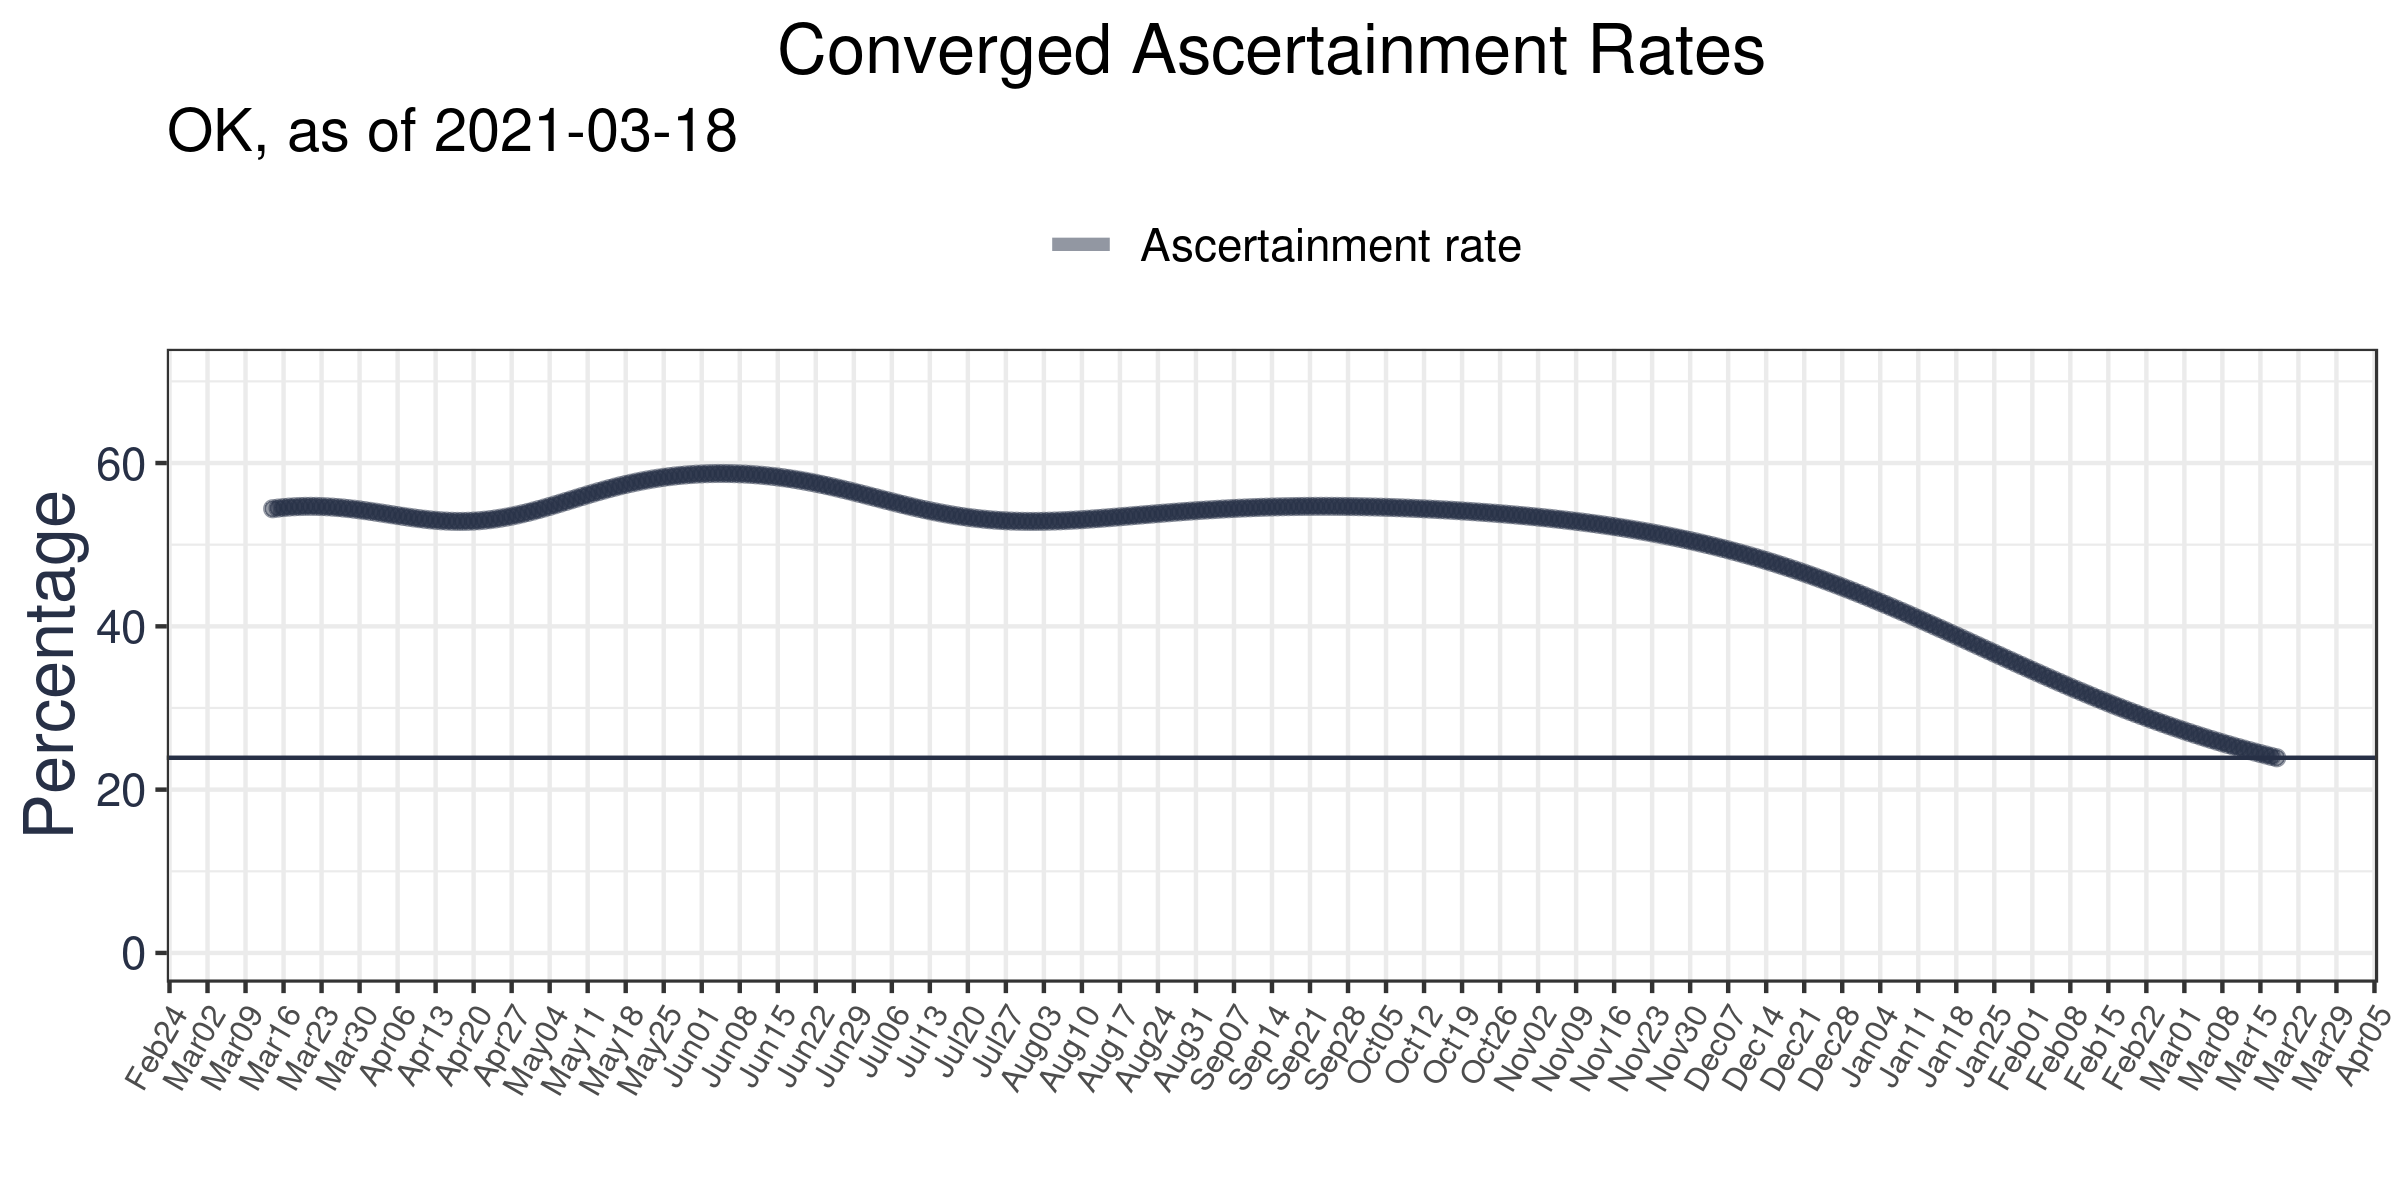 Converged Ascertainment Rates
OK, as of 2021-03-18
Ascertainment rate
Percentage
60
40
20
0
Feb24
Mar02
Mar09
Mar16
Mar23
Mar30
Apr06
Apr13
Apr20
Apr27
May04
May11
May18
May25
Jun01
Jun08
Jun15
Jun22
Jun29
Jul06
Jul13
Jul20
Jul27
Aug03
Aug10
Aug17
Aug24
Aug31
Sep07
Sep14
Sep21
Sep28
Oct05
Oct12
Oct19
Oct26
Nov02
Nov09
Nov16
Nov23
Nov30
Dec07
Dec14
Dec21
Dec28
Jan04
Jan11
Jan18
Jan25
Feb01
Feb08
Feb15
Feb22
Mar01
Mar08
Mar15
Mar22
Mar29
Apr05